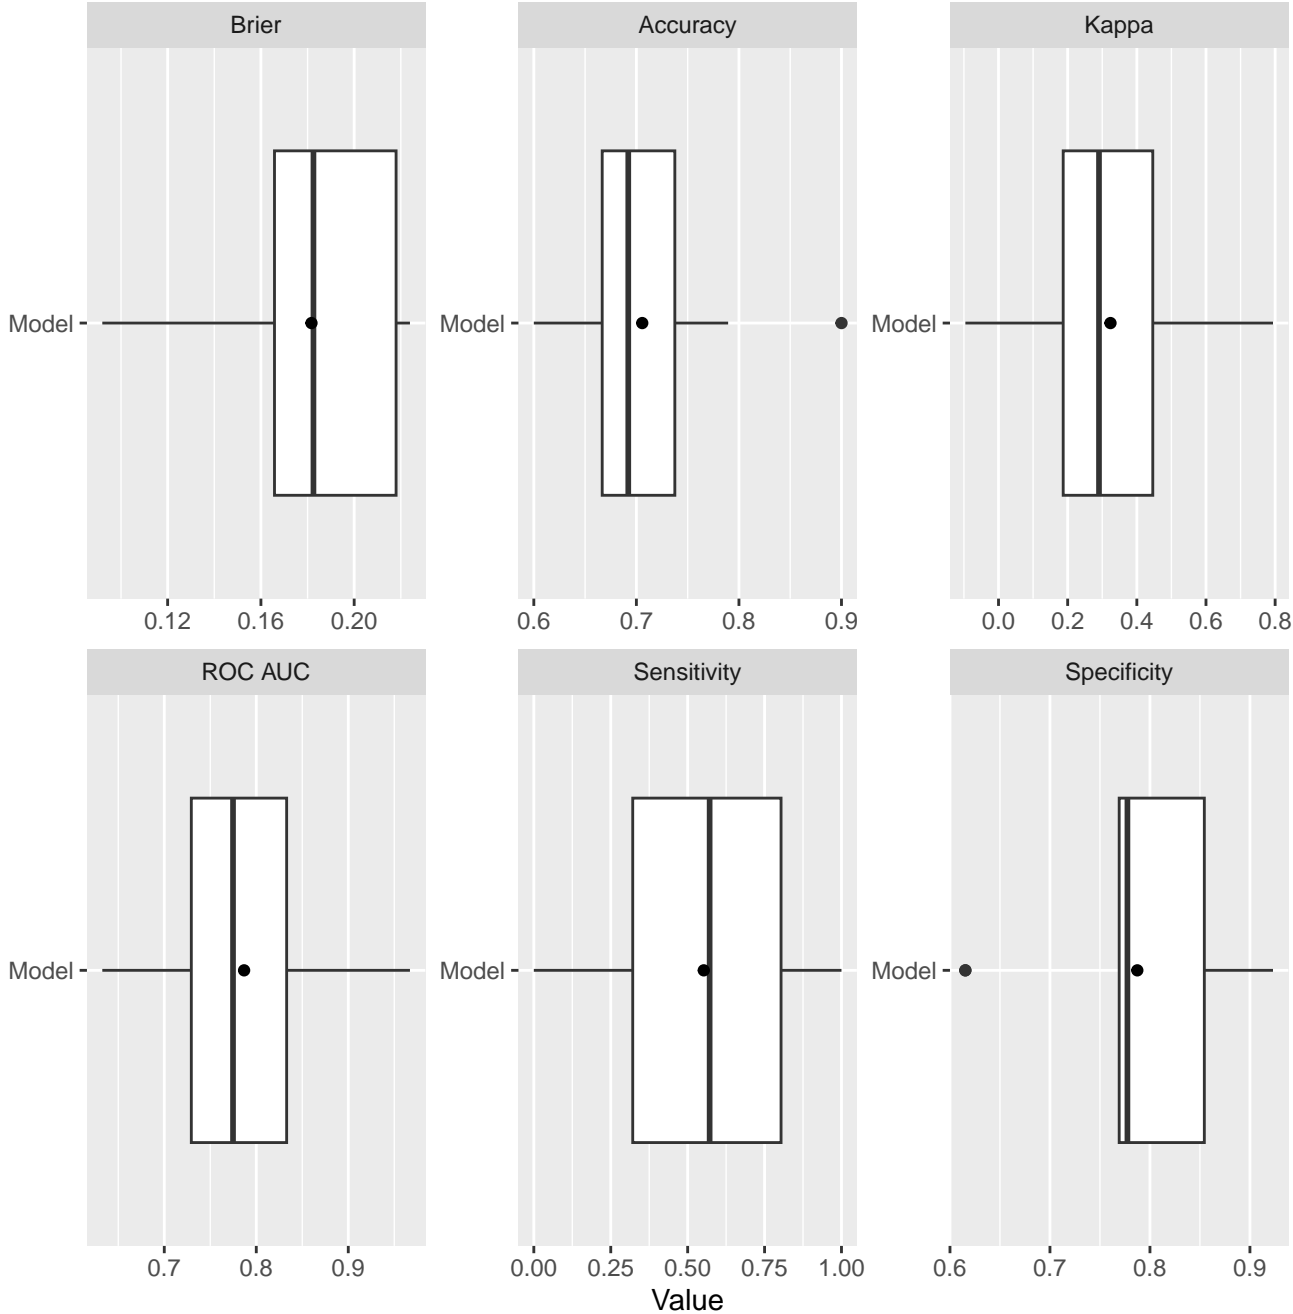 Brier Accuracy Kappa
Model Model Model
0.12 0.16 0.20 0.6 0.7 0.8 0.9 0.0 0.2 0.4 0.6 0.8
ROC AUC Sensitivity Specificity
Model Model Model
0.7 0.8 0.9 0.00 0.25 0.50 0.75 1.00 0.6 0.7 0.8 0.9
Value